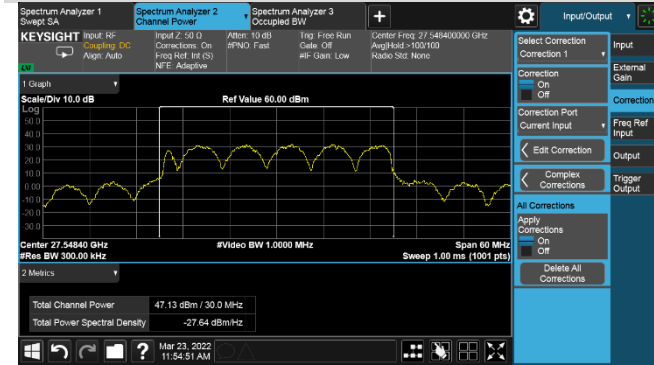 Spectrum Analyzer 1
Swept SA
Spectrum Analyzer 2
Channel Power
Spectrum Analyzer 3
Occupied BW
Input/Output
KEYSIGHT
Input: RF
Coupling: DC
Align: Auto
Input Z: 50 Ω
Corrections: On
Freq Ref: Int (S)
NFE: Adaptive
Atten: 10 dB
#PNO: Fast
Trig: Free Run
Gate: Off
#IF Gain: Low
Center Freq: 27.548400000 GHz
Avg|Hold >100/100
Radio Std: None
LXI
1 Graph
Scale/Div 10.0 dB
Ref Value 60.00 dBm
Log
50.0
40.0
30.0
20.0
10.0
0.00
-10.0
-20.0
-30.0
Center 27.54840 GHz
#Video BW 1.0000 MHz
Span 60 MHz
#Res BW 300.00 kHz
Sweep 1.00 ms (1001 pts)
2 Metrics
Total Channel Power
47.13 dBm / 30.0 MHz
Total Power Spectral Density
-27.64 dBm/Hz
?
Mar 23, 2022
11:54:51 AM
Select Correction
Correction 1
Correction
On
Off
Correction Port
Current Input
Edit Correction
Complex
Corrections
All Corrections
Apply
Corrections
On
Off
Delete All
Corrections
Input
External
Gain
Correction
Freq Ref
Input
Output
Trigger
Output